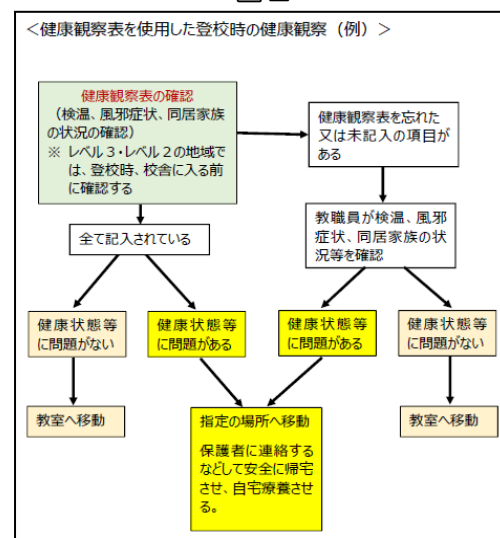 ＜健康観察表を使用した登校時の健康観察（例）＞
健康観察表の確認
（検温、風邪症状、同居家族
の状況の確認）
※ レベル３・レベル２の地域で
は、登校時、校舎に入る前
に確認する
健康観察表を忘れた
又は未記入の項目が
ある
全て記入されている
教職員が検温、風邪
症状、同居家族の状
況等を確認
健康状態等
に問題がない
健康状態等
に問題がある
健康状態等
に問題がある
健康状態等
に問題がない
教室へ移動
指定の場所へ移動
保護者に連絡する
などして安全に帰宅
させ、自宅療養させ
る。
教室へ移動